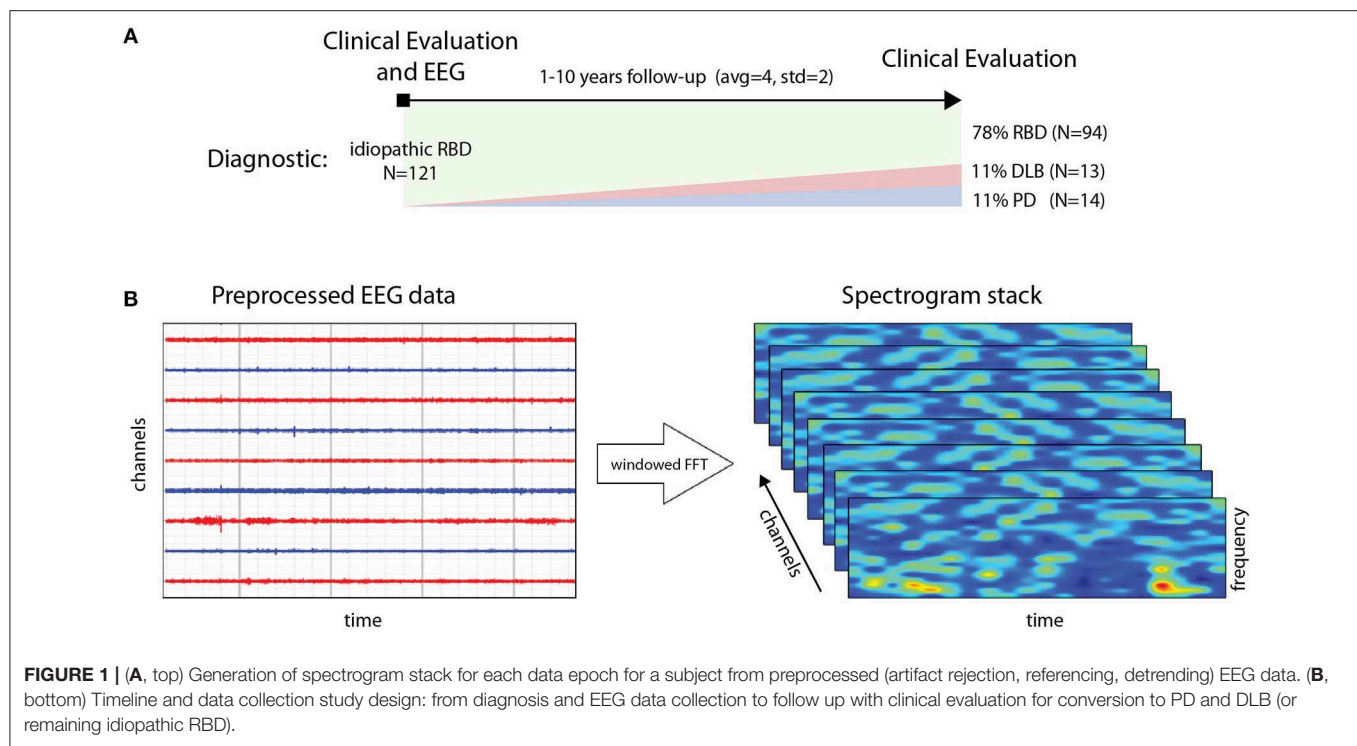 A
Clinical Evaluation
and EEG
Clinical Evaluation
1-10 years follow-up (avg=4, std=2)
Diagnostic:
idiopathic RBD
N=121
78% RBD (N=94)
11% DLB (N=13)
11% PD (N=14)
B
Preprocessed EEG data
Spectrogram stack
channels
time
windowed FFT
channels
frequency
time
FIGURE 1 | (A, top) Generation of spectrogram stack for each data epoch for a subject from preprocessed (artifact rejection, referencing, detrending) EEG data. (B,
bottom) Timeline and data collection study design: from diagnosis and EEG data collection to follow up with clinical evaluation for conversion to PD and DLB (or
remaining idiopathic RBD).